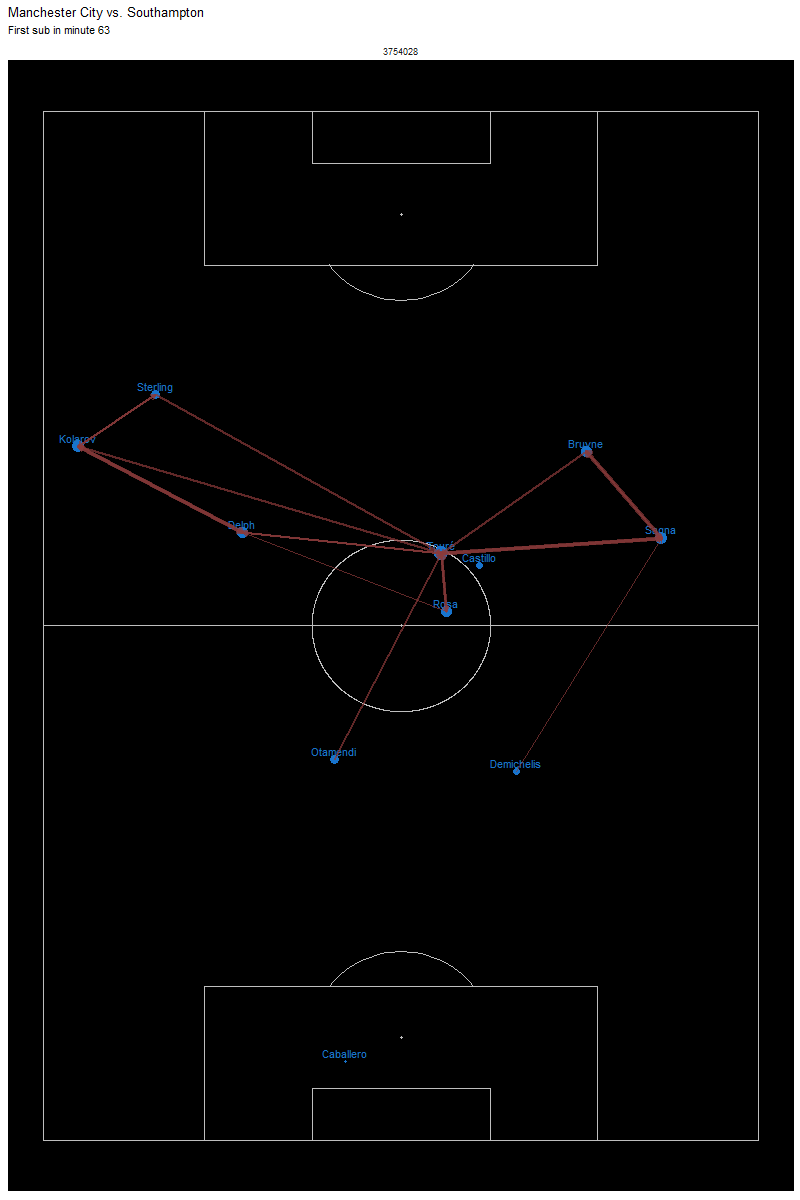 Manchester City vs. Southampton
First sub in minute 63
3754028
Sterling
Kolarov
Bruyne
Delph
Sagna
Touré
Castillo
Rosa
Otamendi
Demichelis
Caballero